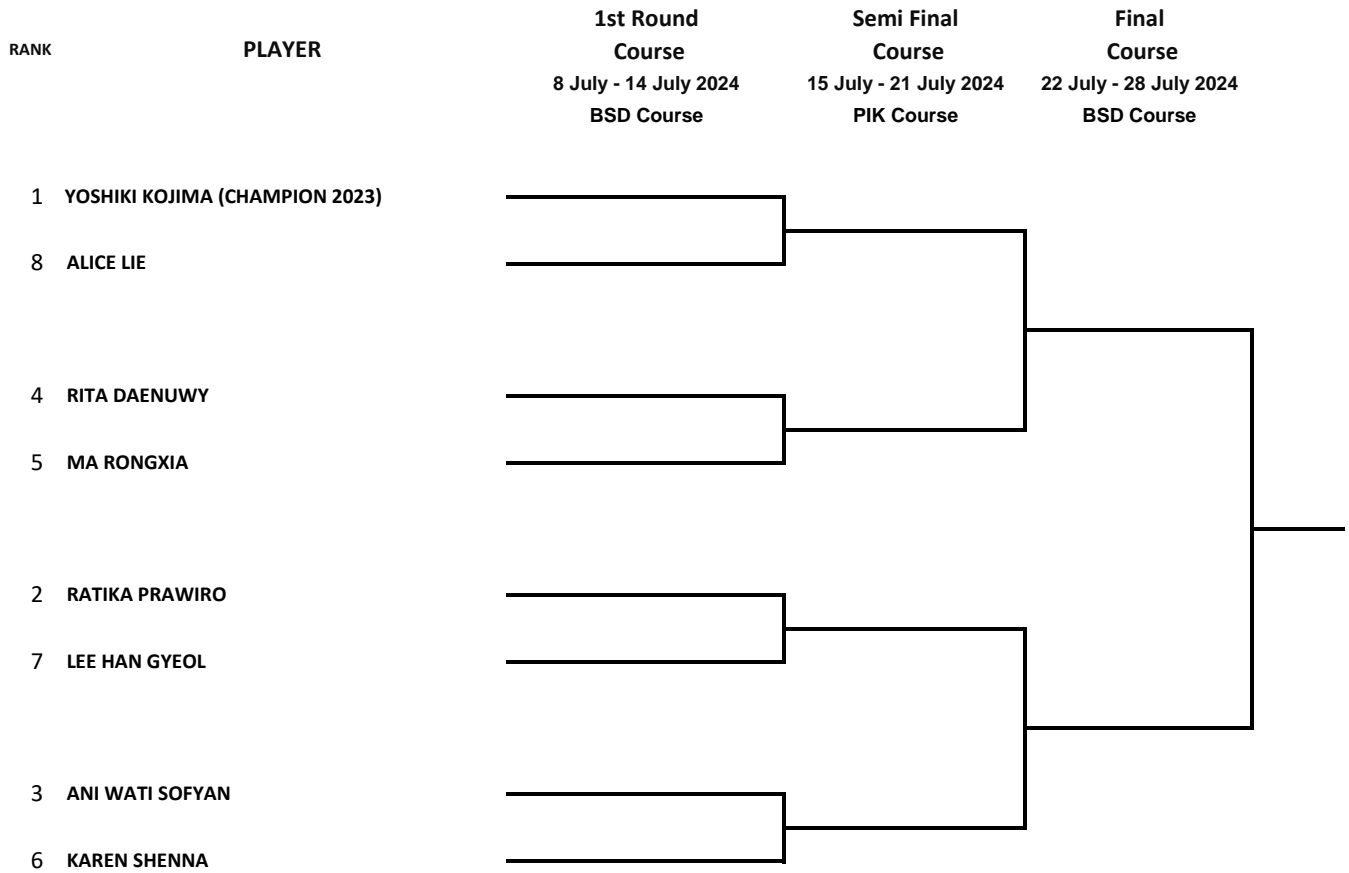 1st Round Semi Final Final
RANK PLAYER Course Course Course
8 July - 14 July 2024 15 July - 21 July 2024 22 July - 28 July 2024
BSD Course PIK Course BSD Course
1 YOSHIKI KOJIMA (CHAMPION 2023)
8 ALICE LIE
4 RITA DAENUWY
5 MA RONGXIA
2 RATIKA PRAWIRO
7 LEE HAN GYEOL
3 ANI WATI SOFYAN
6 KAREN SHENNA